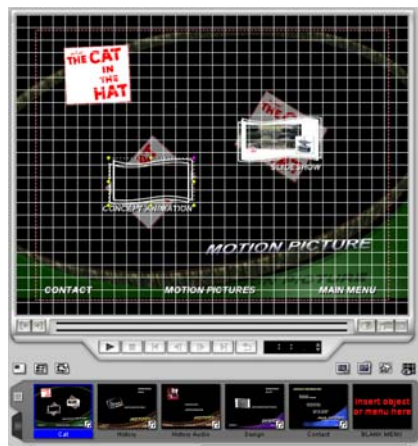 THE CAT
IN
THE
HAT
SLIDESHOW
CONCEPT ANIMATION
MOTION PICTURE
CONTACT
MOTION PICTURES
MAIN MENU
Cat
History
History Audio
Design
Contact
Insert object
or menu here
BLANK MENU